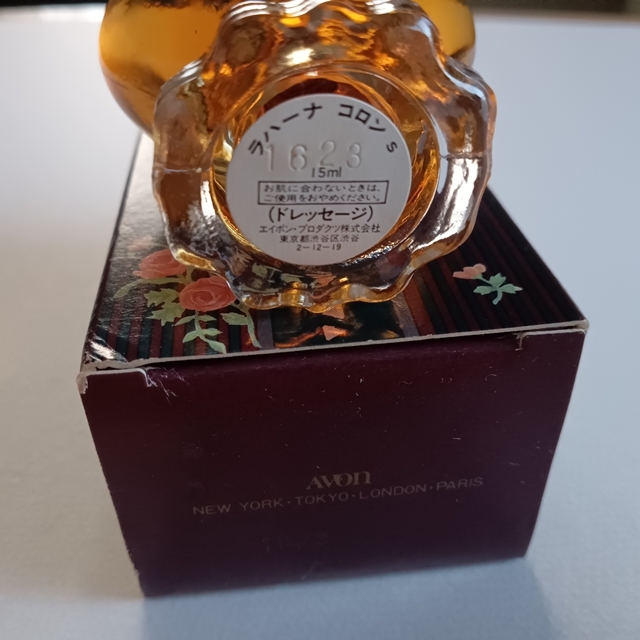 ラハーナ コロン S
1623
15ml
お肌に合わないときは、
ご使用をおやめください。
(ドレッセージ)
エイボン・プロダクツ株式会社
東京都渋谷区渋谷
2-12-19
AVON
NEW YORK・TOKYO・LONDON・PARIS